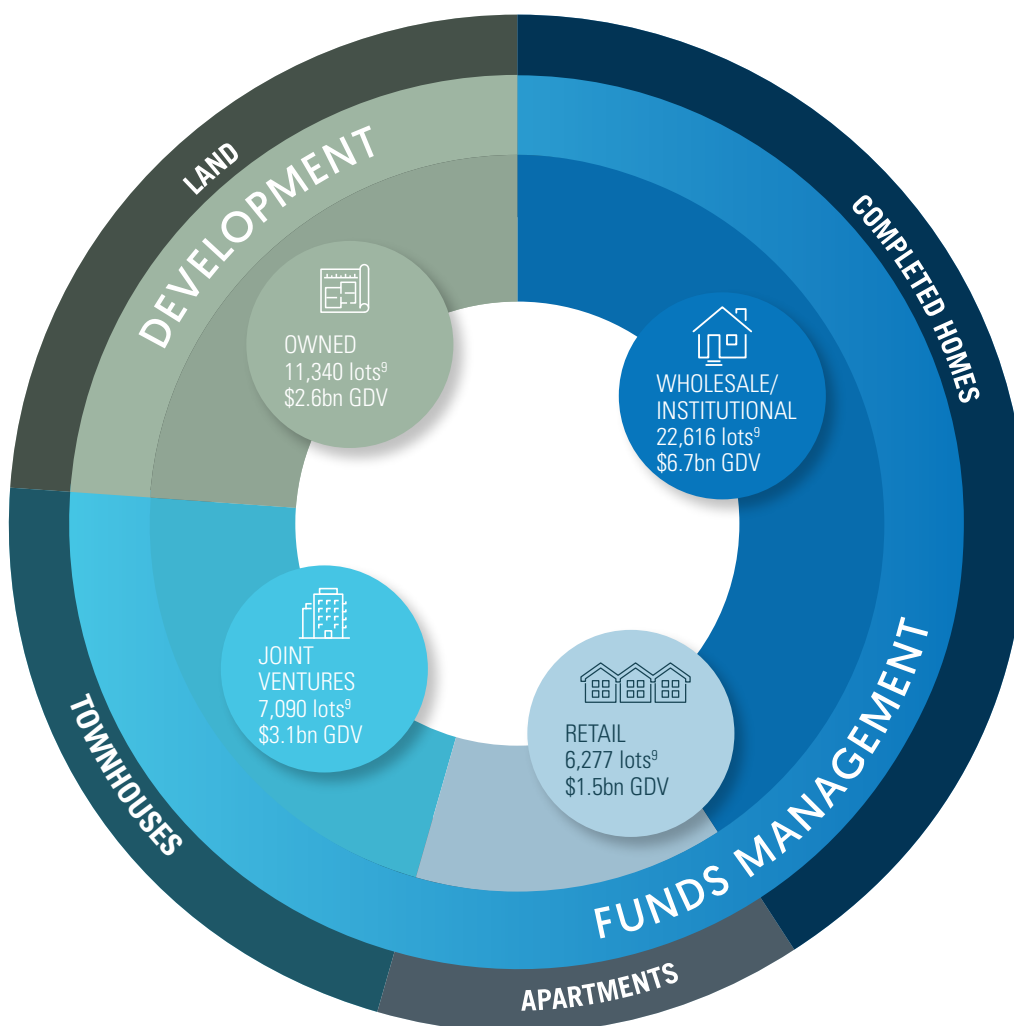 LAND
DEVELOPMENT
OWNED
11,340 lots⁹
$2.6bn GDV
COMPLETED HOMES
WHOLESALE/
INSTITUTIONAL
22,616 lots⁹
$6.7bn GDV
JOINT
VENTURES
7,090 lots⁹
$3.1bn GDV
RETAIL
6,277 lots⁹
$1.5bn GDV
TOWNHOUSES
FUNDS MANAGEMENT
APARTMENTS